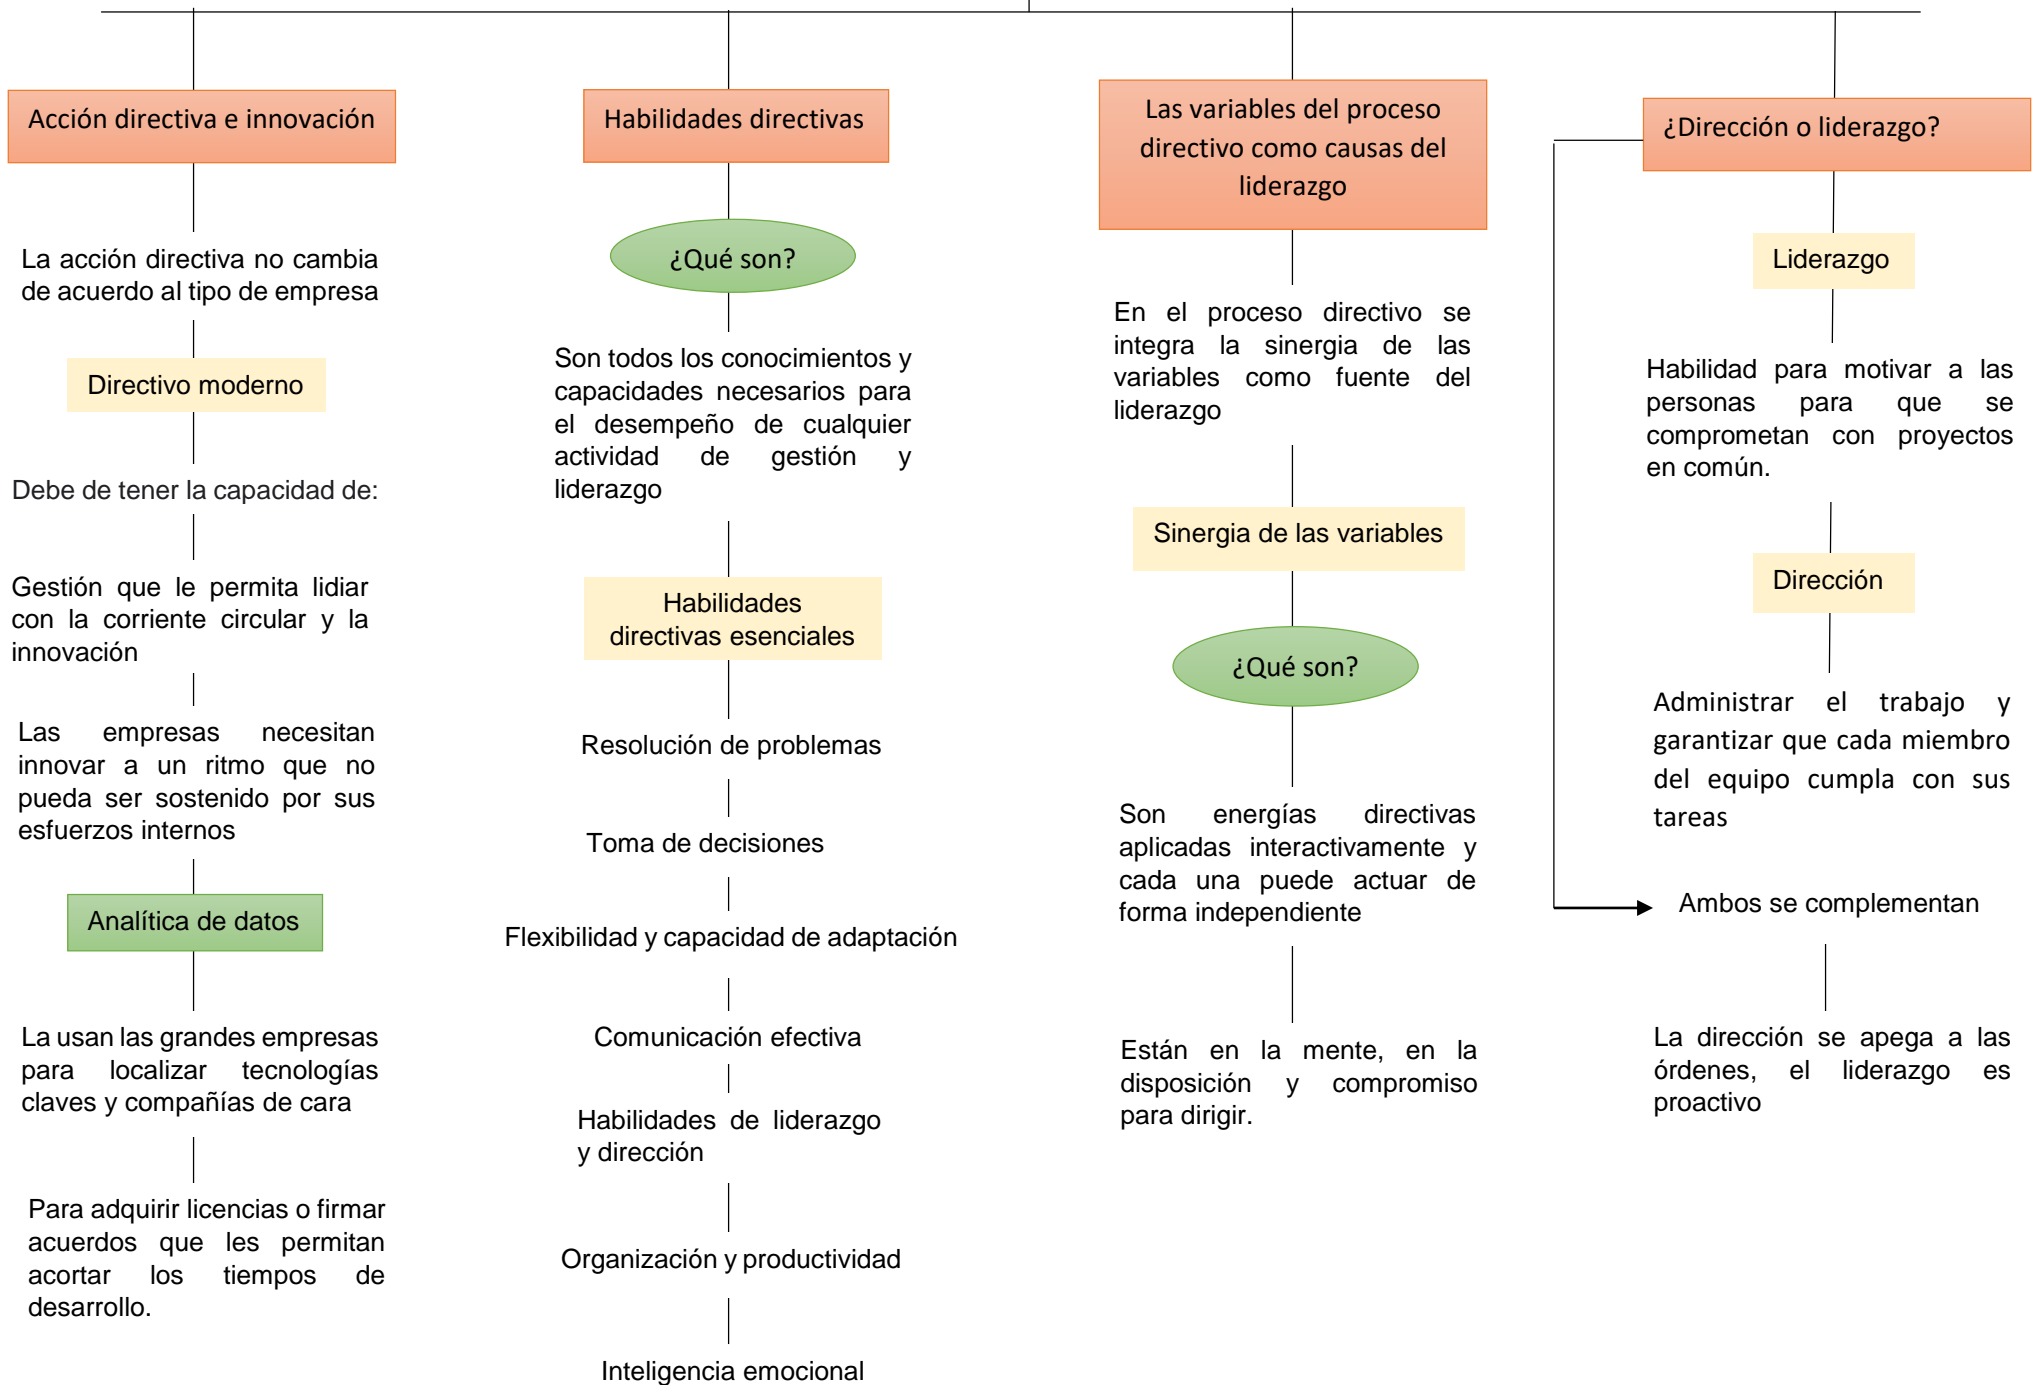 Acción directiva e innovación
La acción directiva no cambia
de acuerdo al tipo de empresa
Directivo moderno
Debe de tener la capacidad de:
Gestión que le permita lidiar
con la corriente circular y la
innovación
Las empresas necesitan
innovar a un ritmo que no
pueda ser sostenido por sus
esfuerzos internos
Analítica de datos
La usan las grandes empresas
para localizar tecnologías
claves y compañías de cara
Para adquirir licencias o firmar
acuerdos que les permitan
acortar los tiempos de
desarrollo.
Habilidades directivas
¿Qué son?
Son todos los conocimientos y
capacidades necesarios para
el desempeño de cualquier
actividad de gestión y
liderazgo
Habilidades
directivas esenciales
Resolución de problemas
Toma de decisiones
Flexibilidad y capacidad de adaptación
Comunicación efectiva
Habilidades de liderazgo
y dirección
Organización y productividad
Inteligencia emocional
Las variables del proceso
directivo como causas del
liderazgo
En el proceso directivo se
integra la sinergia de las
variables como fuente del
liderazgo
Sinergia de las variables
¿Qué son?
Son energías directivas
aplicadas interactivamente y
cada una puede actuar de
forma independiente
Están en la mente, en la
disposición y compromiso
para dirigir.
¿Dirección o liderazgo?
Liderazgo
Habilidad para motivar a las
personas para que se
comprometan con proyectos
en común.
Dirección
Administrar el trabajo y
garantizar que cada miembro
del equipo cumpla con sus
tareas
Ambos se complementan
La dirección se apega a las
órdenes, el liderazgo es
proactivo